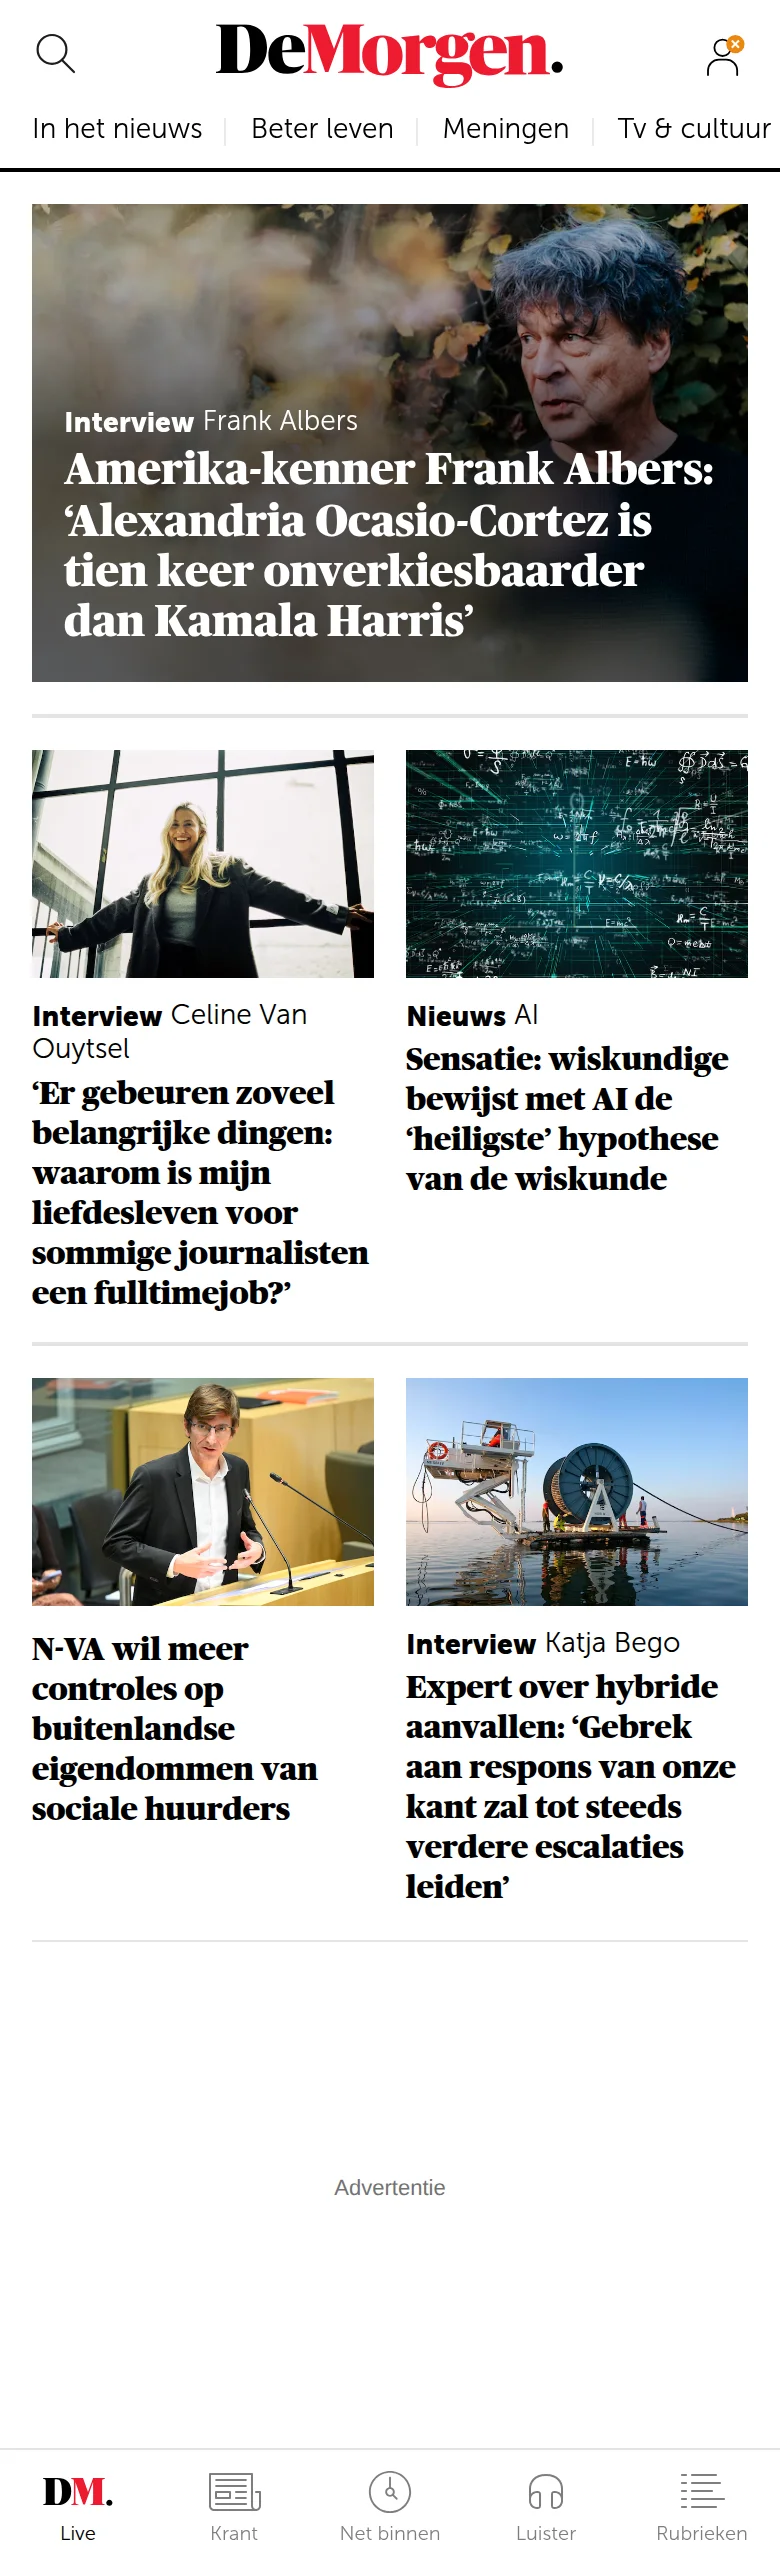 DeMorgen.
In het nieuws
Beter leven
Meningen
Tv & cultuur
Interview Frank Albers
Amerika-kenner Frank Albers:
‘Alexandria Ocasio-Cortez is
tien keer onverkiesbaarder
dan Kamala Harris’
Interview Celine Van
Ouytsel
‘Er gebeuren zoveel
belangrijke dingen:
waarom is mijn
liefdesleven voor
sommige journalisten
een fulltimejob?’
E=ħω
E=mc²
Nieuws AI
Sensatie: wiskundige
bewijst met AI de
‘heiligste’ hypothese
van de wiskunde
N-VA wil meer
controles op
buitenlandse
eigendommen van
sociale huurders
Interview Katja Bego
Expert over hybride
aanvallen: ‘Gebrek
aan respons van onze
kant zal tot steeds
verdere escalaties
leiden’
Advertentie
DM.
Live
Krant
Net binnen
Luister
Rubrieken